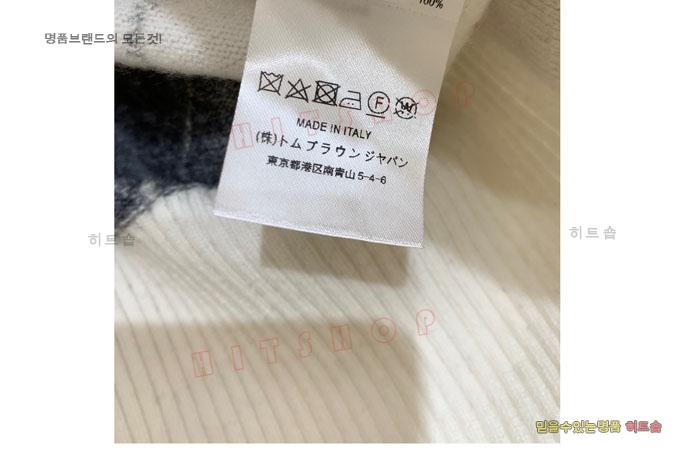 100%
명품브랜드의 모든것!
F
W
HITSHOP
MADE IN ITALY
(株)トム ブラウン ジャパン
東京都港区南青山 5-4-6
히트숍
히트숍
HITSHOP
믿을수있는명품 히트숍